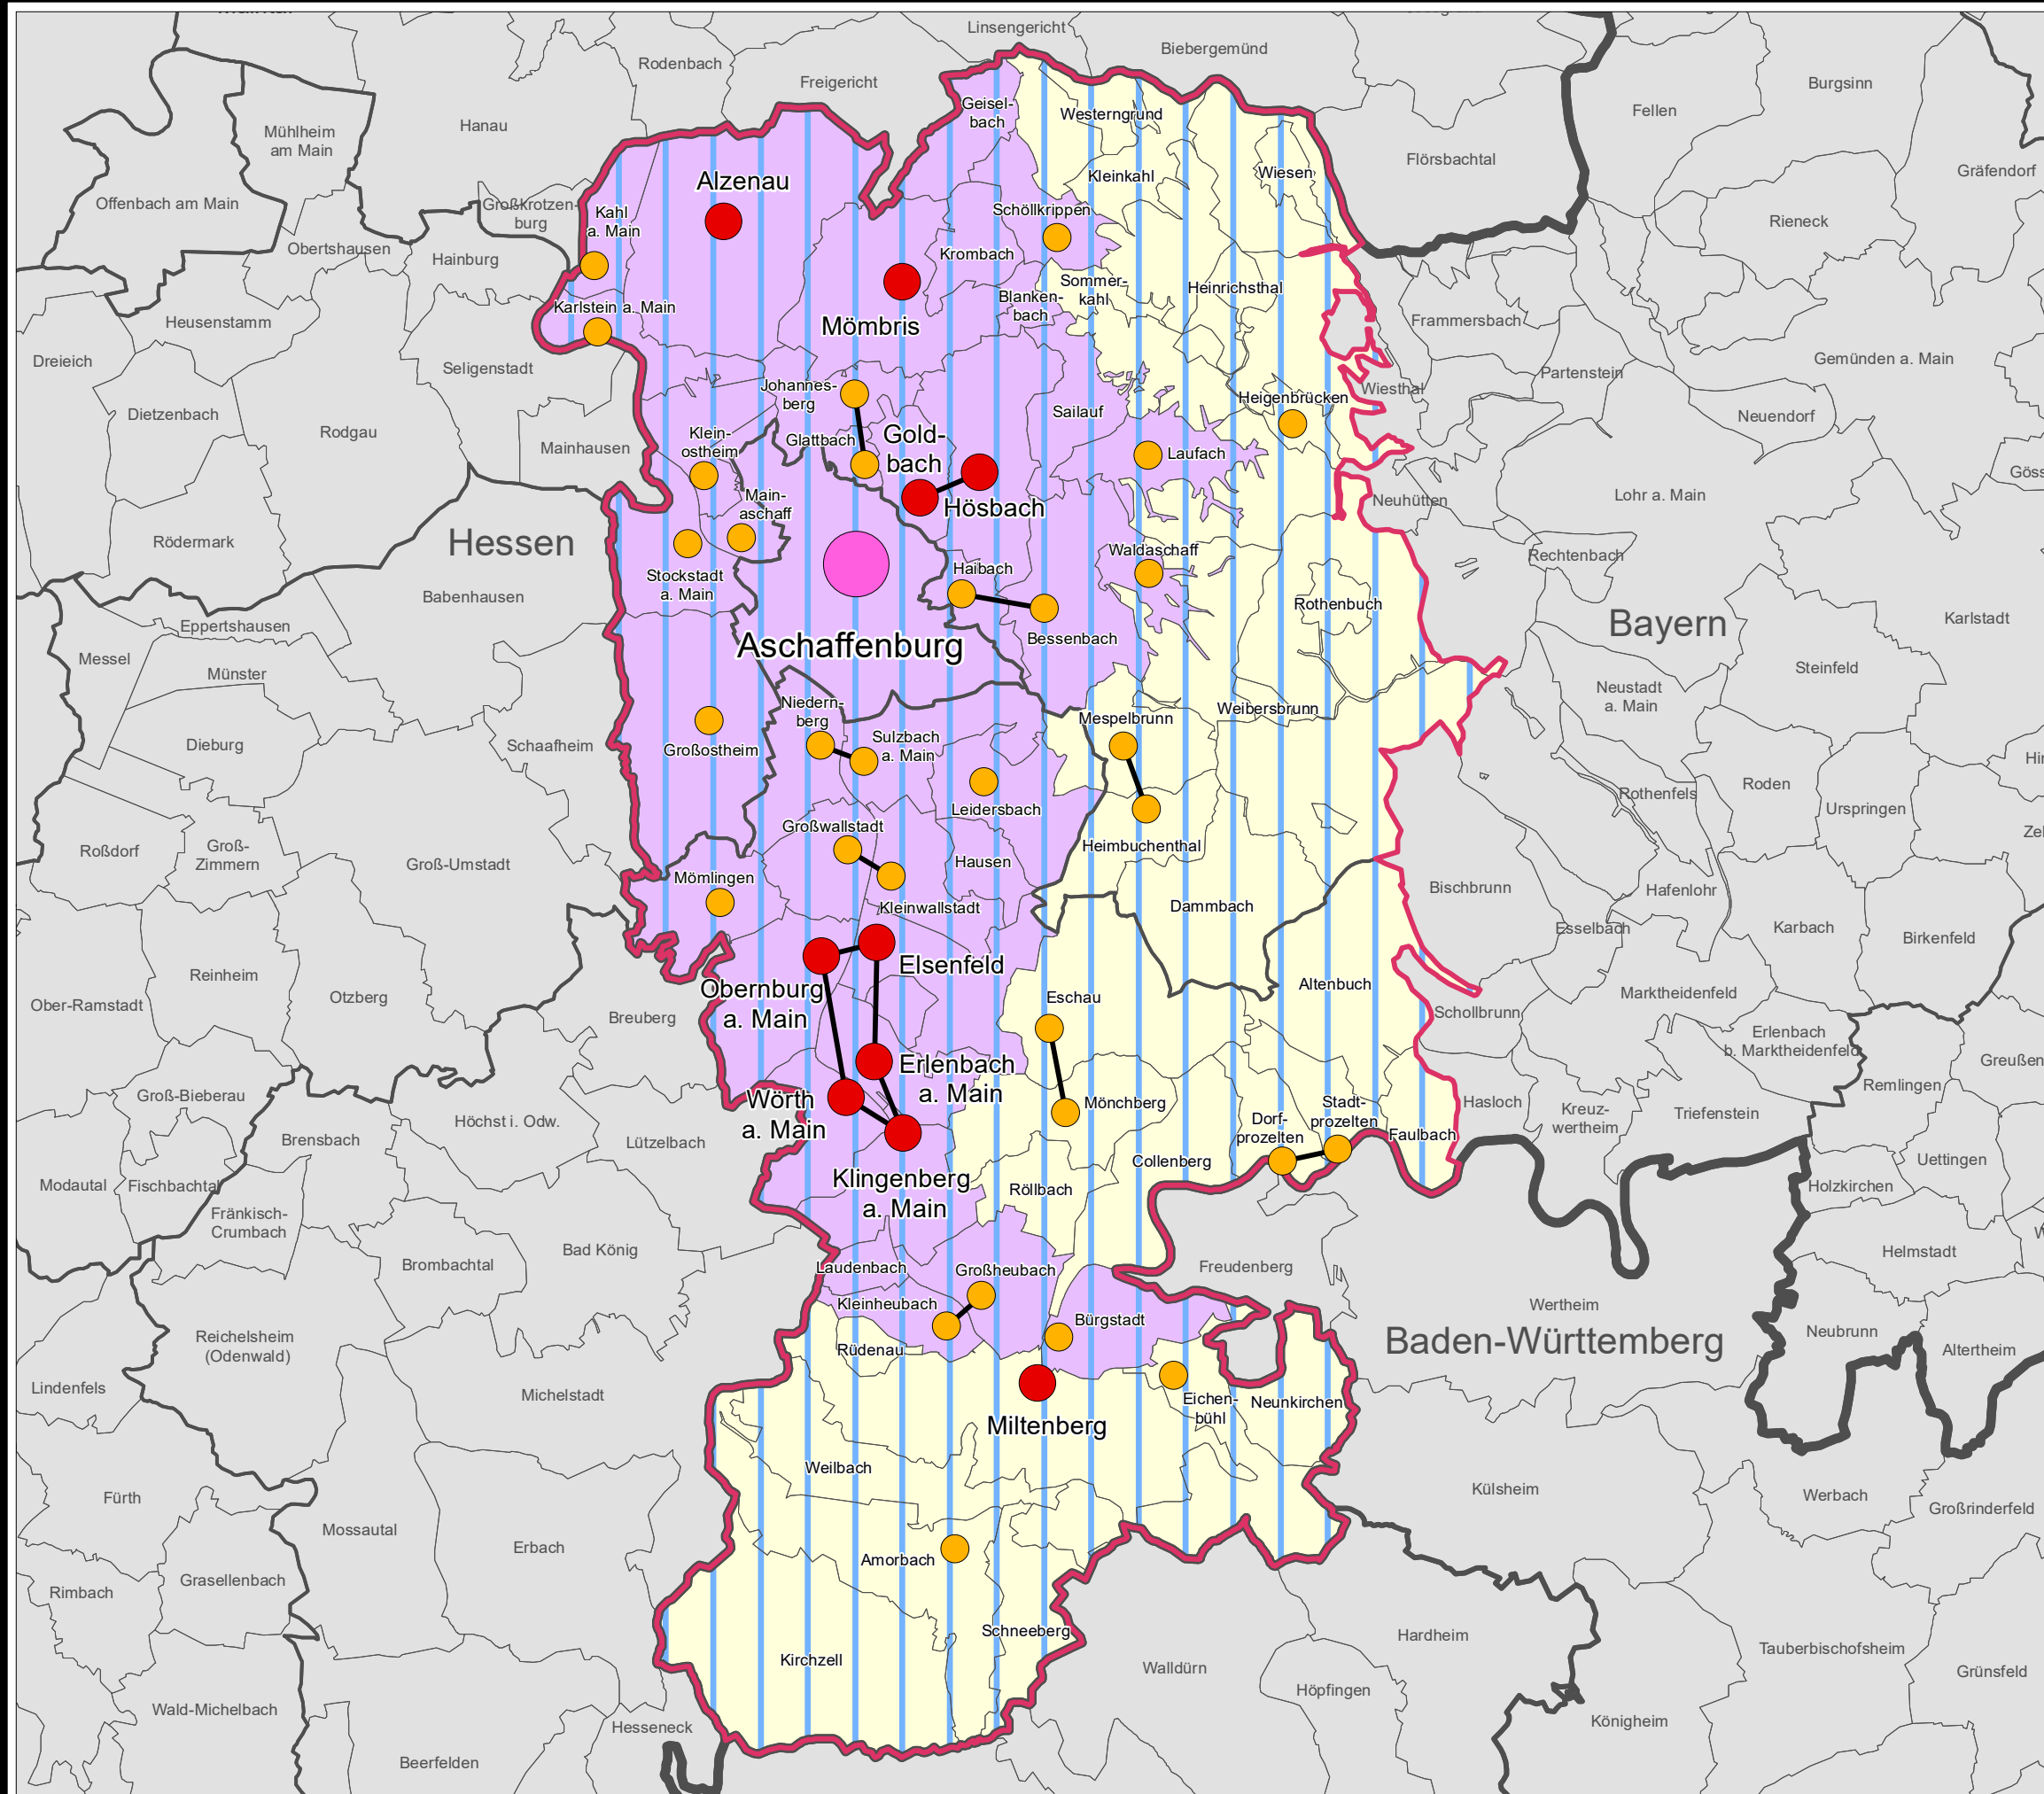 Linsengericht
Biebergemünd
Rodenbach
Freigericht
Burgsinn
Fellen
Hanau
Mühlheim
am Main
Geisel-
bach
Westerngrund
Flörsbachtal
Gräfendorf
Kleinkahl
Wiesen
Alzenau
Offenbach am Main
Großkrotzen-
burg
Kahl
a. Main
Schöllkrippen
Rieneck
Obertshausen
Hainburg
Krombach
Sommer-
kahl
Heinrichsthal
Blanken-
bach
Karlstein a. Main
Heusenstamm
Mömbris
Frammersbach
Dreieich
Seligenstadt
Gemünden a. Main
Partenstein
Wiesthal
Johannes-
berg
Heigenbrücken
Dietzenbach
Sailauf
Neuendorf
Rodgau
Klein-
ostheim
Glattbach
Gold-
bach
Mainhausen
Laufach
Main-
aschaff
Hösbach
Neuhütten
Lohr a. Main
Göss
Rödermark
Hessen
Waldaschaff
Rechtenbach
Haibach
Stockstadt
a. Main
Babenhausen
Rothenbuch
Eppertshausen
Bayern
Karlstadt
Aschaffenburg
Bessenbach
Messel
Münster
Steinfeld
Neustadt
a. Main
Niedern-
berg
Weibersbrunn
Mespelbrunn
Dieburg
Schaafheim
Großostheim
Sulzbach
a. Main
Hin
Roden
Rothenfels
Leidersbach
Urspringen
Großwallstadt
Heimbuchenthal
Zel
Roßdorf
Groß-
Zimmern
Groß-Umstadt
Hausen
Mömlingen
Bischbrunn
Hafenlohr
Kleinwallstadt
Dammbach
Esselbach
Karbach
Birkenfeld
Reinheim
Elsenfeld
Otzberg
Ober-Ramstadt
Obernburg
a. Main
Altenbuch
Marktheidenfeld
Eschau
Breuberg
Schollbrunn
Erlenbach
b. Marktheidenfeld
Greußen
Erlenbach
a. Main
Groß-Bieberau
Remlingen
Wörth
a. Main
Mönchberg
Stadt-
prozelten
Hasloch
Kreuz-
wertheim
Triefenstein
Höchst i. Odw.
Dorf-
prozelten
Brensbach
Lützelbach
Faulbach
Collenberg
Uettingen
Modautal
Fischbachtal
Klingenberg
a. Main
Röllbach
Holzkirchen
Fränkisch-
Crumbach
Bad König
Helmstadt
Brombachtal
Laudenbach
Großheubach
Freudenberg
Kleinheubach
Wertheim
Bürgstadt
Reichelsheim
(Odenwald)
Baden-Württemberg
Neubrunn
Rüdenau
Altertheim
Lindenfels
Michelstadt
Eichen-
bühl
Neunkirchen
Miltenberg
Weilbach
Fürth
Külsheim
Werbach
Großrinderfeld
Mossautal
Erbach
Amorbach
Rimbach
Grasellenbach
Schneeberg
Hardheim
Tauberbischofsheim
Kirchzell
Walldürn
Grünsfeld
Höpfingen
Wald-Michelbach
Hesseneck
Königheim
Beerfelden